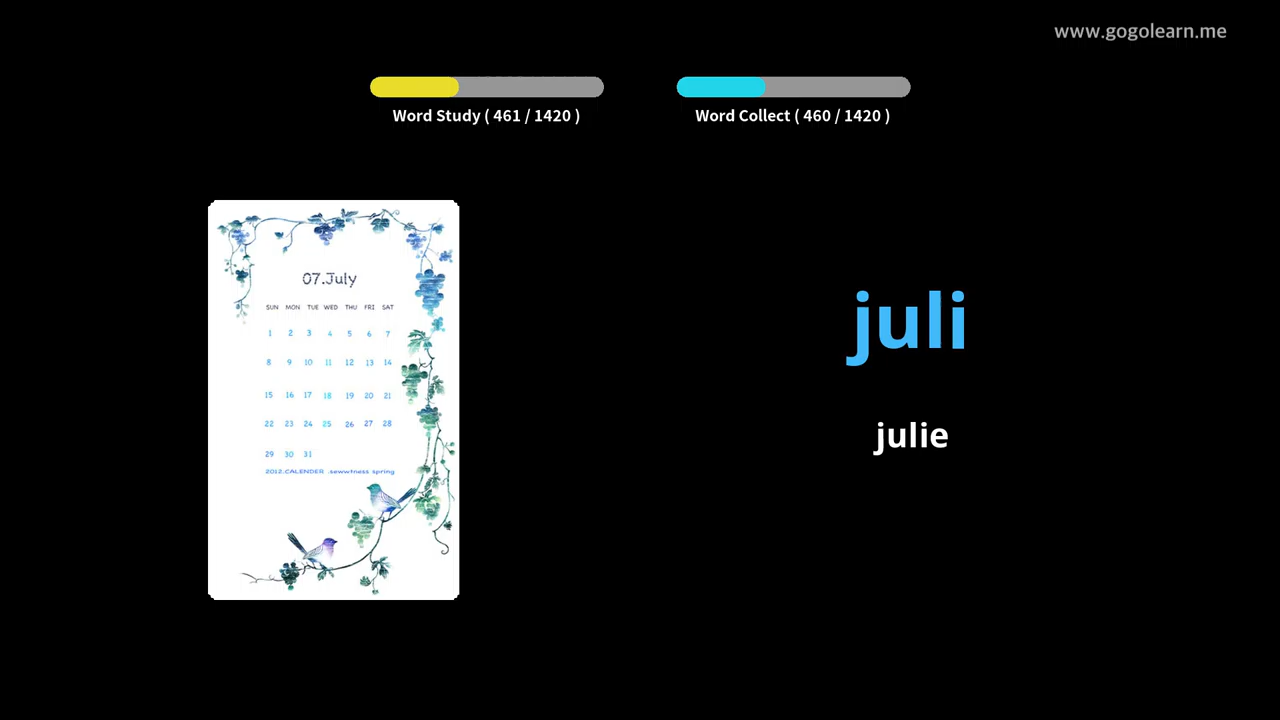 www.gogolearn.me
Word Study ( 461 / 1420 )
Word Collect ( 460 / 1420 )
07.July
SUN MON TUE WED THU FRI SAT
1 2 3 4 5 6 7
8 9 10 11 12 13 14
15 16 17 18 19 20 21
22 23 24 25 26 27 28
29 30 31
2012.CALENDER .sewwtness spring
juli
julie